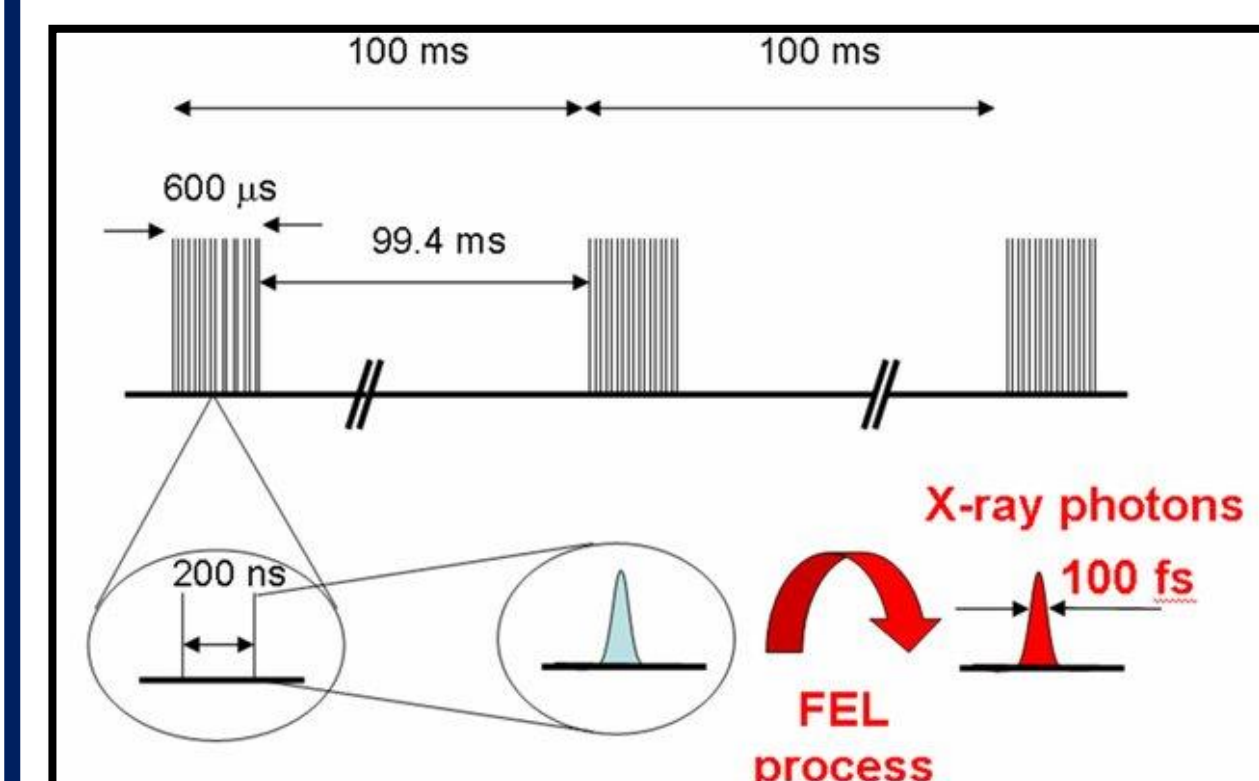 100 ms
100 ms
600 μs
99.4 ms
X-ray photons
200 ns
100 fs
FEL
process